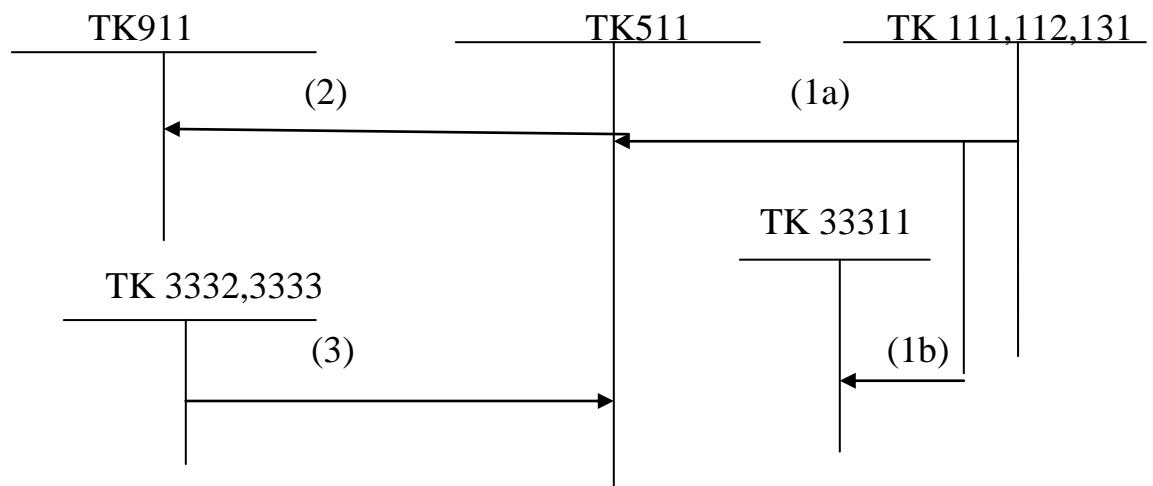 TK911
TK511
TK 111,112,131
(2)
(1a)
TK 33311
TK 3332,3333
(3)
(1b)